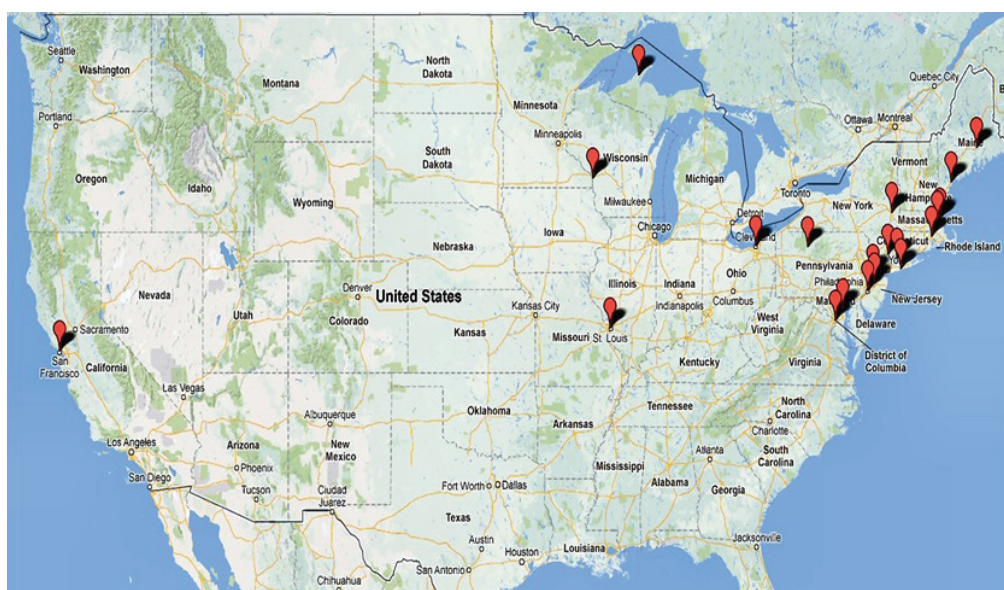 Seattle
Washington
Montana
North
Dakota
Quebec City
Portland
Minnesota
Ottawa
Montreal
Maine
Minneapolis
Oregon
South
Dakota
Wisconsin
Vermont
Idaho
Michigan
Toronto
New
Hampshire
Wyoming
Milwaukee
New York
Detroit
Massachusetts
Chicago
Cleveland
Connecticut
Rhode Island
Nebraska
Iowa
Pennsylvania
Illinois
Ohio
Philadelphia
Denver
United States
Indiana
Indianapolis
Columbus
New Jersey
Nevada
Utah
Colorado
Kansas City
Sacramento
Kansas
Missouri
St. Louis
West
Virginia
Delaware
San
Francisco
California
Kentucky
Virginia
District of
Columbia
Las Vegas
Albuquerque
Oklahoma
Tennessee
North
Carolina
Charlotte
Los Angeles
Arizona
New
Mexico
Arkansas
Atlanta
South
Carolina
Phoenix
Mississippi
San Diego
Tucson
Ciudad
Juarez
Fort Worth
Dallas
Alabama
Georgia
Texas
Austin
Jacksonville
San Antonio
Houston
Louisiana
Chihuahua